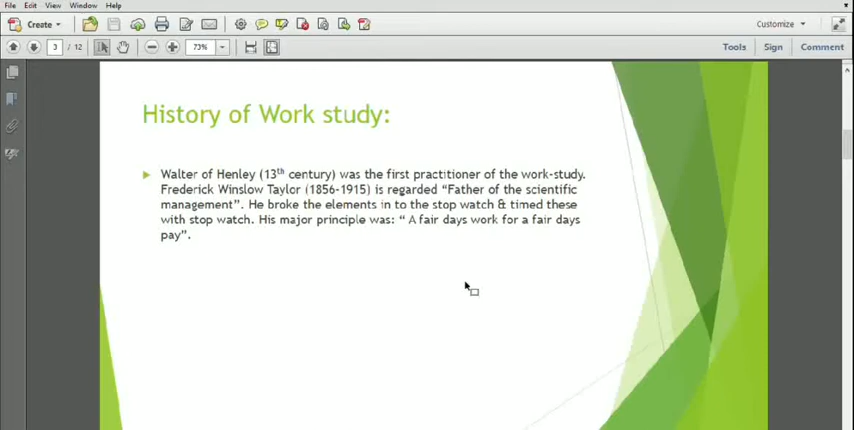 File Edit View Window Help
Create Customize
3 / 12 73% Tools Sign Comment
History of Work study:
Walter of Henley (13th century) was the first practitioner of the work-study.
Frederick Winslow Taylor (1856-1915) is regarded “Father of the scientific
management”. He broke the elements in to the stop watch & timed these
with stop watch. His major principle was: “ A fair days work for a fair days
pay”.